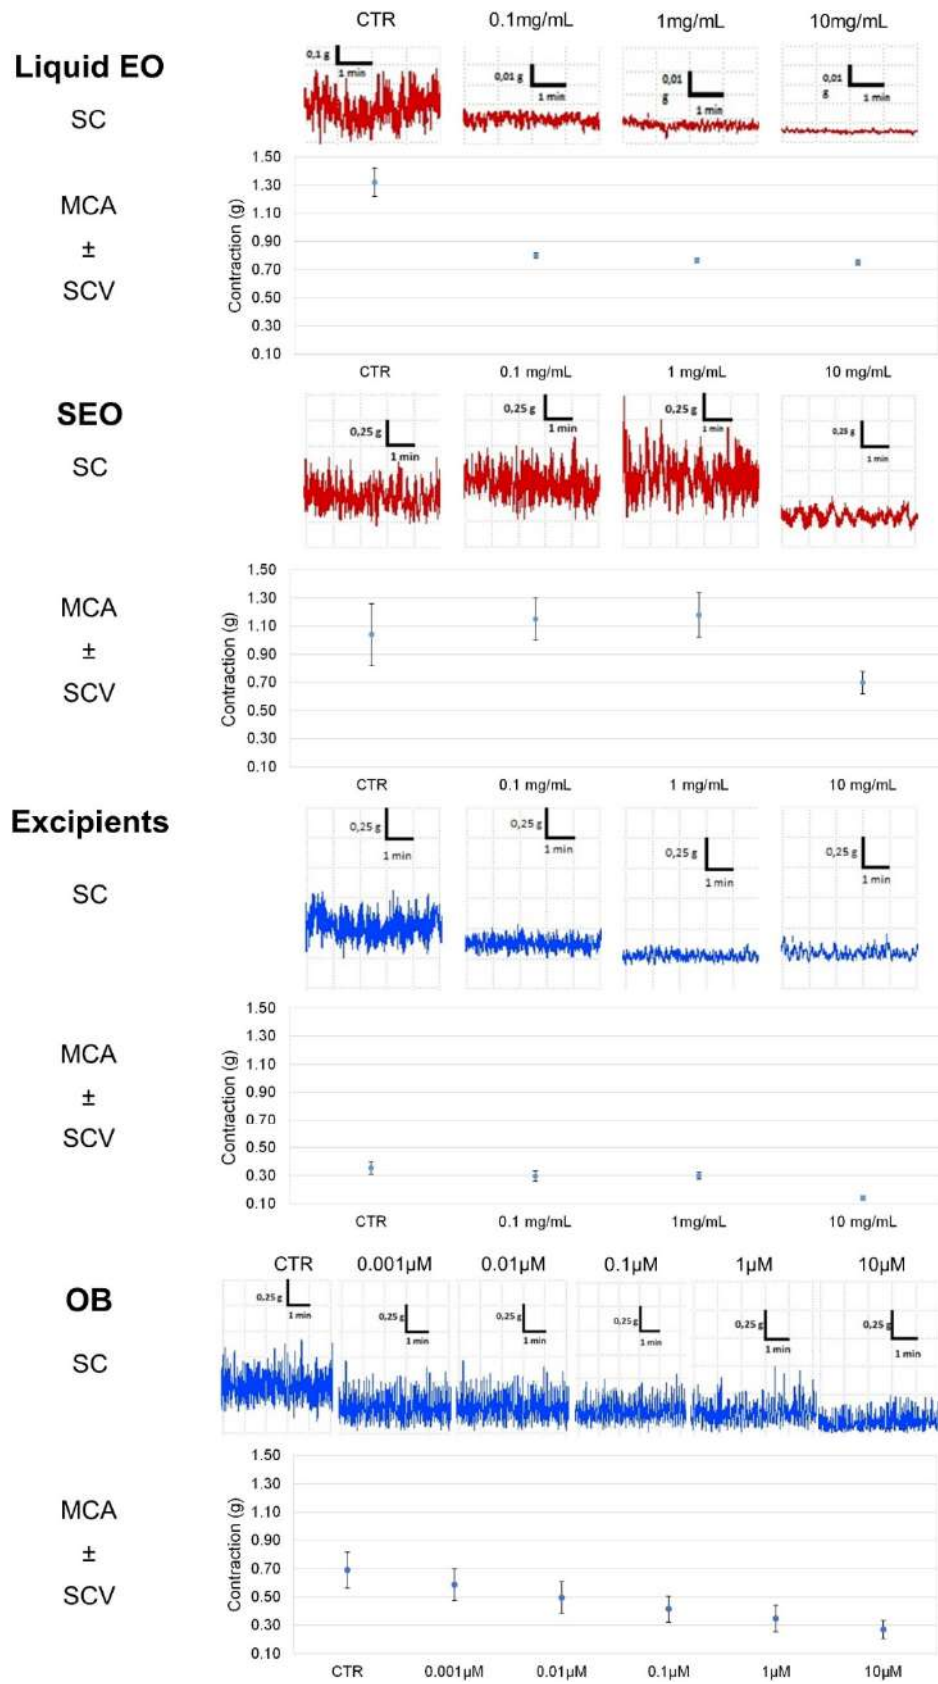 CTR 0.1mg/mL 1mg/mL 10mg/mL
Liquid EO
SC
0,1 g 1 min
0,01 g 1 min
0,01 g 1 min
0,01 g 1 min
MCA
±
SCV
Contraction (g)
1.50
1.30
1.10
0.90
0.70
0.50
0.30
0.10
CTR 0.1 mg/mL 1 mg/mL 10 mg/mL
SEO
SC
0,25 g 1 min
0,25 g 1 min
0,25 g 1 min
0,25 g 1 min
MCA
±
SCV
Contraction (g)
1.50
1.30
1.10
0.90
0.70
0.50
0.30
0.10
CTR 0.1 mg/mL 1 mg/mL 10 mg/mL
Excipients
SC
0,25 g 1 min
0,25 g 1 min
0,25 g 1 min
0,25 g 1 min
MCA
±
SCV
Contraction (g)
1.50
1.30
1.10
0.90
0.70
0.50
0.30
0.10
CTR 0.1 mg/mL 1mg/mL 10 mg/mL
CTR 0.001µM 0.01µM 0.1µM 1µM 10µM
OB
SC
0,25 g 1 min
0,25 g 1 min
0,25 g 1 min
0,25 g 1 min
0,25 g 1 min
0,25 g 1 min
MCA
±
SCV
Contraction (g)
1.50
1.30
1.10
0.90
0.70
0.50
0.30
0.10
CTR 0.001µM 0.01µM 0.1µM 1µM 10µM